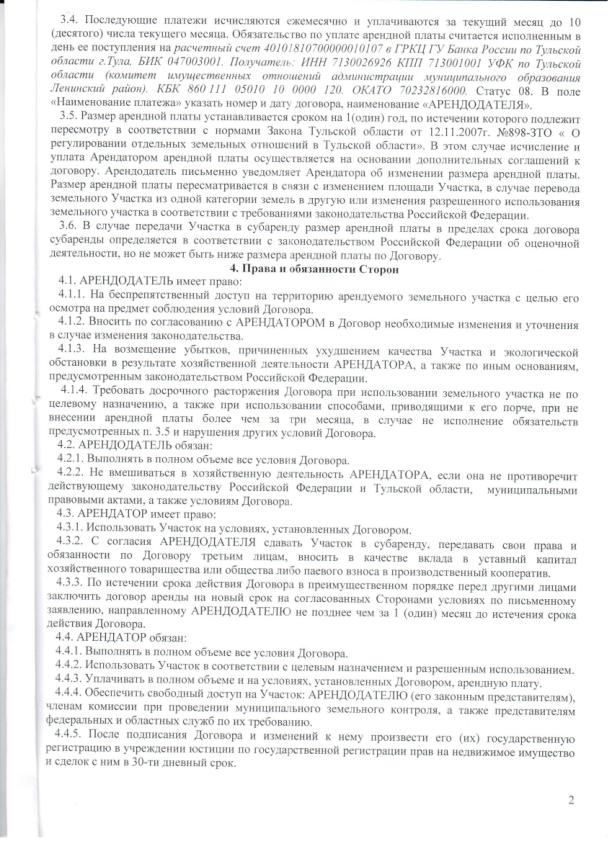 3.4. Последующие платежи исчисляются ежемесячно и уплачиваются за текущий месяц до 10
(десятого) числа текущего месяца. Обязательство по уплате арендной платы считается исполненным в
день ее поступления на расчетный счет 40101810700000010107 в ГРКЦ ГУ Банка России по Тульской
области г.Тула, БИК 047003001. Получатель: ИНН 7130026926 КПП 713001001 УФК по Тульской
области (комитет имущественных отношений администрации муниципального образования
Ленинский район). КБК 860 111 05010 10 0000 120. ОКАТО 70232816000. Статус 08. В поле
«Наименование платежа» указать номер и дату договора, наименование «АРЕНДОДАТЕЛЯ».
3.5. Размер арендной платы устанавливается сроком на 1(один) год, по истечении которого подлежит
пересмотру в соответствии с нормами Закона Тульской области от 12.11.2007г. №898-ЗТО « О
регулировании отдельных земельных отношений в Тульской области». В этом случае исчисление и
уплата Арендатором арендной платы осуществляется на основании дополнительных соглашений к
договору. Арендодатель письменно уведомляет Арендатора об изменении размера арендной платы.
Размер арендной платы пересматривается в связи с изменением площади Участка, в случае перевода
земельного Участка из одной категории земель в другую или изменения разрешенного использования
земельного участка в соответствии с требованиями законодательства Российской Федерации.
3.6. В случае передачи Участка в субаренду размер арендной платы в пределах срока договора
субаренды определяется в соответствии с законодательством Российской Федерации об оценочной
деятельности, но не может быть ниже размера арендной платы по Договору.
4. Права и обязанности Сторон
4.1. АРЕНДОДАТЕЛЬ имеет право:
4.1.1. На беспрепятственный доступ на территорию арендуемого земельного участка с целью его
осмотра на предмет соблюдения условий Договора.
4.1.2. Вносить по согласованию с АРЕНДАТОРОМ в Договор необходимые изменения и уточнения
в случае изменения законодательства.
4.1.3. На возмещение убытков, причиненных ухудшением качества Участка и экологической
обстановки в результате хозяйственной деятельности АРЕНДАТОРА, а также по иным основаниям,
предусмотренным законодательством Российской Федерации.
4.1.4. Требовать досрочного расторжения Договора при использовании земельного участка не по
целевому назначению, а также при использовании способами, приводящими к его порче, при не
внесении арендной платы более чем за три месяца, в случае не исполнение обязательств
предусмотренных п. 3.5 и нарушения других условий Договора.
4.2. АРЕНДОДАТЕЛЬ обязан:
4.2.1. Выполнять в полном объеме все условия Договора.
4.2.2. Не вмешиваться в хозяйственную деятельность АРЕНДАТОРА, если она не противоречит
действующему законодательству Российской Федерации и Тульской области, муниципальными
правовыми актами, а также условиям Договора.
4.3. АРЕНДАТОР имеет право:
4.3.1. Использовать Участок на условиях, установленных Договором.
4.3.2. С согласия АРЕНДОДАТЕЛЯ сдавать Участок в субаренду, передавать свои права и
обязанности по Договору третьим лицам, вносить в качестве вклада в уставный капитал
хозяйственного товарищества или общества либо паевого взноса в производственный кооператив.
4.3.3. По истечении срока действия Договора в преимущественном порядке перед другими лицами
заключить договор аренды на новый срок на согласованных Сторонами условиях по письменному
заявлению, направленному АРЕНДОДАТЕЛЮ не позднее чем за 1 (один) месяц до истечения срока
действия Договора.
4.4. АРЕНДАТОР обязан:
4.4.1. Выполнять в полном объеме все условия Договора.
4.4.2. Использовать Участок в соответствии с целевым назначением и разрешенным использованием.
4.4.3. Уплачивать в полном объеме и на условиях, установленных Договором, арендную плату.
4.4.4. Обеспечить свободный доступ на Участок: АРЕНДОДАТЕЛЮ (его законным представителям),
членам комиссии при проведении муниципального земельного контроля, а также представителям
федеральных и областных служб по их требованию.
4.4.5. После подписания Договора и изменений к нему произвести его (их) государственную
регистрацию в учреждении юстиции по государственной регистрации прав на недвижимое имущество
и сделок с ним в 30-ти дневный срок.
2